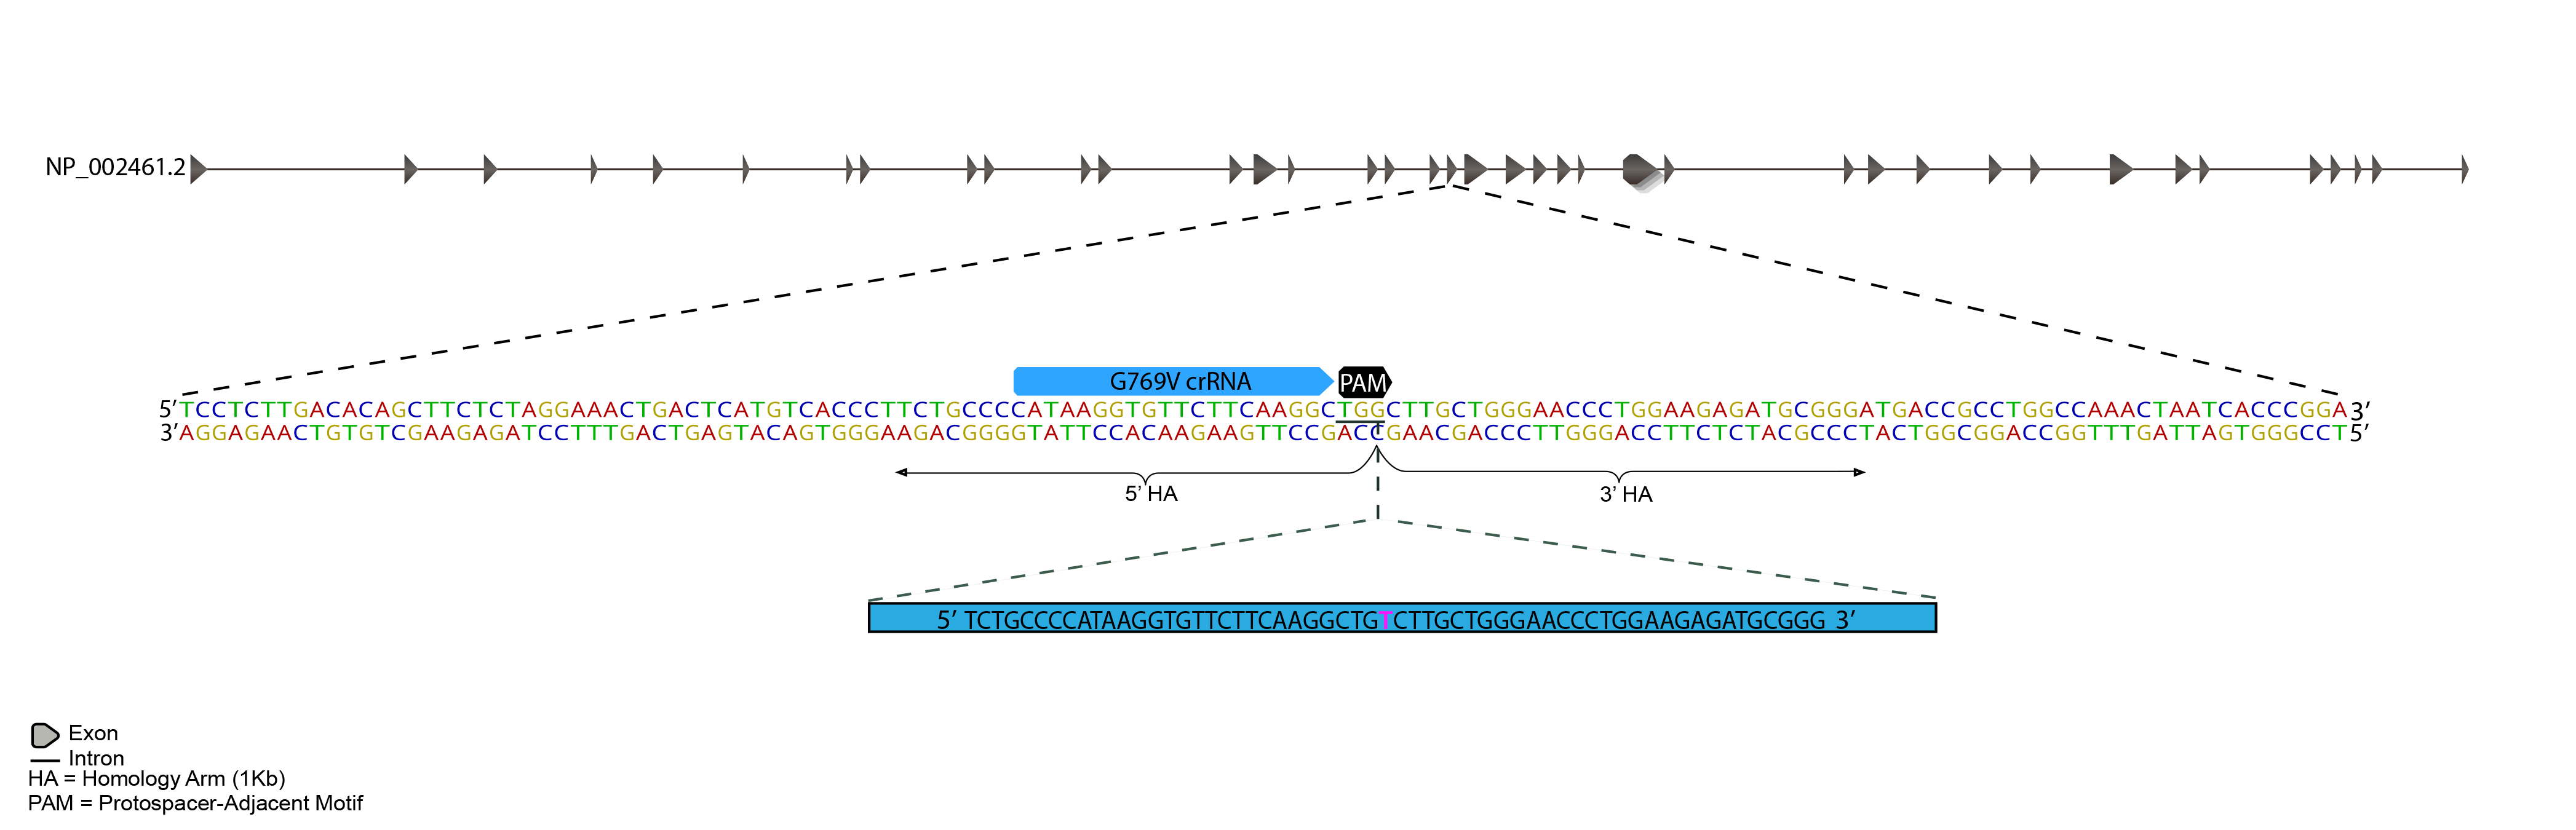 NP_002461.2
G769V crRNA PAM
5’TCCTCTTGACACAGCTTCTCTAGGAAACTGACTCATGTCACCCTTCTGCCCCATAAGGTGTTCTTCAAGGCTGGCTTGCTGGGAACCCTGGAAGAGATGCGGGATGACCGCCTGGCCAAACTAATCACCCGGA3’
3’AGGAGAACTGTGTCGAAGAGATCCTTTGACTGAGTACAGTGGGAAGACGGGGTATTCCACAAGAAGTTCCGACCGAACGACCCTTGGGACCTTCTCTACGCCCTACTGGCGGACCGGTTTGATTAGTGGGCCT5’
5’ HA 3’ HA
5’ TCTGCCCCATAAGGTGTTCTTCAAGGCTGTCTTGCTGGGAACCCTGGAAGAGATGCGGG 3’
Exon
Intron
HA = Homology Arm (1Kb)
PAM = Protospacer-Adjacent Motif